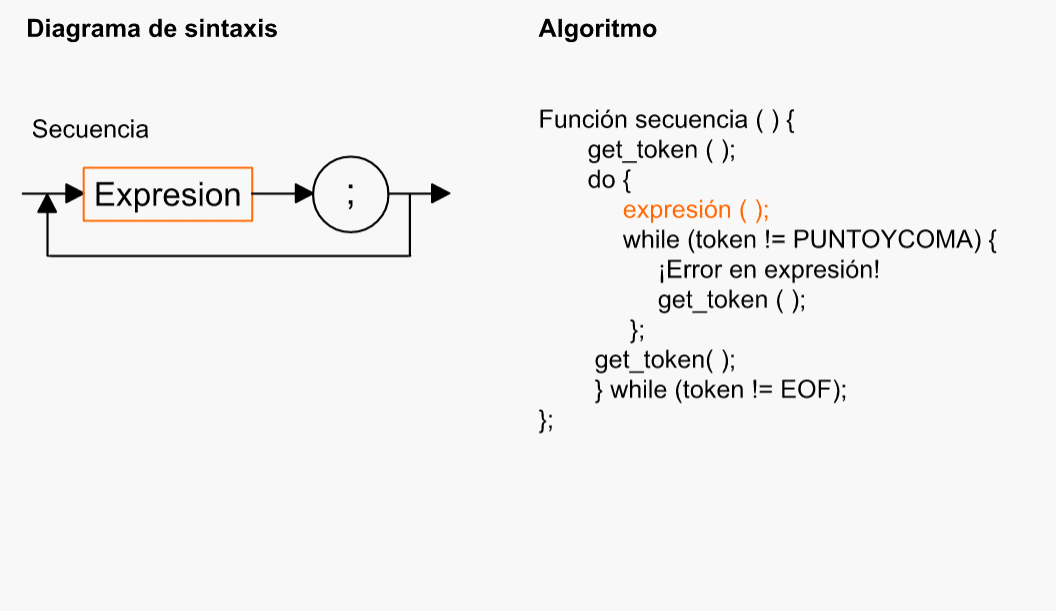 Diagrama de sintaxis
Algoritmo
Secuencia
Expresion
;
Función secuencia ( ) {
get_token ( );
do {
expresión ( );
while (token != PUNTOYCOMA) {
¡Error en expresión!
get_token ( );
};
get_token( );
} while (token != EOF);
};